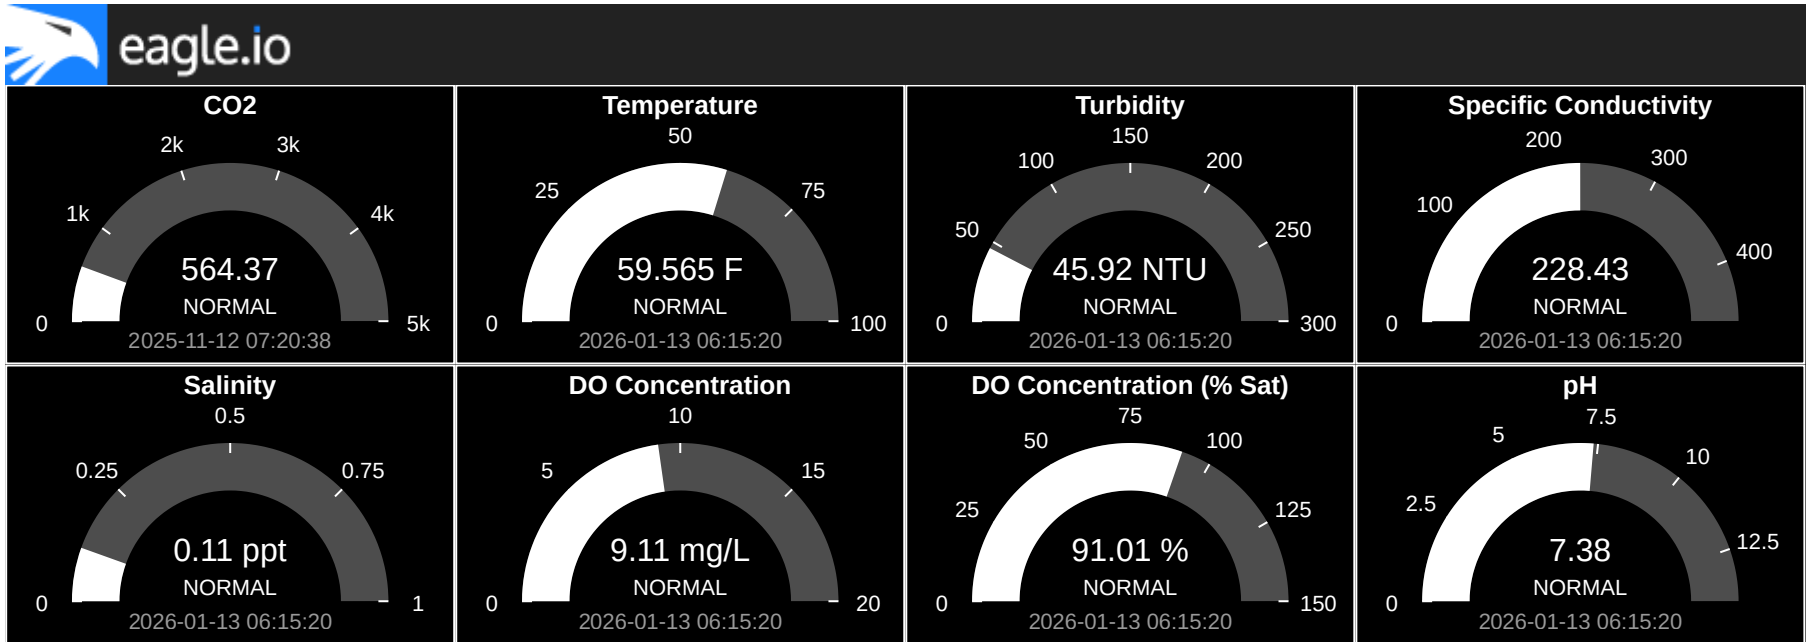 eagle.io
CO2
2k
3k
1k
4k
564.37
NORMAL
0
5k
2025-11-12 07:20:38
Temperature
50
25
75
59.565 F
NORMAL
0
100
2026-01-13 06:15:20
Turbidity
150
100
200
50
250
45.92 NTU
NORMAL
0
300
2026-01-13 06:15:20
Specific Conductivity
200
300
100
400
228.43
NORMAL
0
2026-01-13 06:15:20
Salinity
0.5
0.25
0.75
0.11 ppt
NORMAL
0
1
2026-01-13 06:15:20
DO Concentration
10
5
15
9.11 mg/L
NORMAL
0
20
2026-01-13 06:15:20
DO Concentration (% Sat)
75
50
100
25
125
91.01 %
NORMAL
0
150
2026-01-13 06:15:20
pH
7.5
5
10
2.5
12.5
7.38
NORMAL
0
2026-01-13 06:15:20